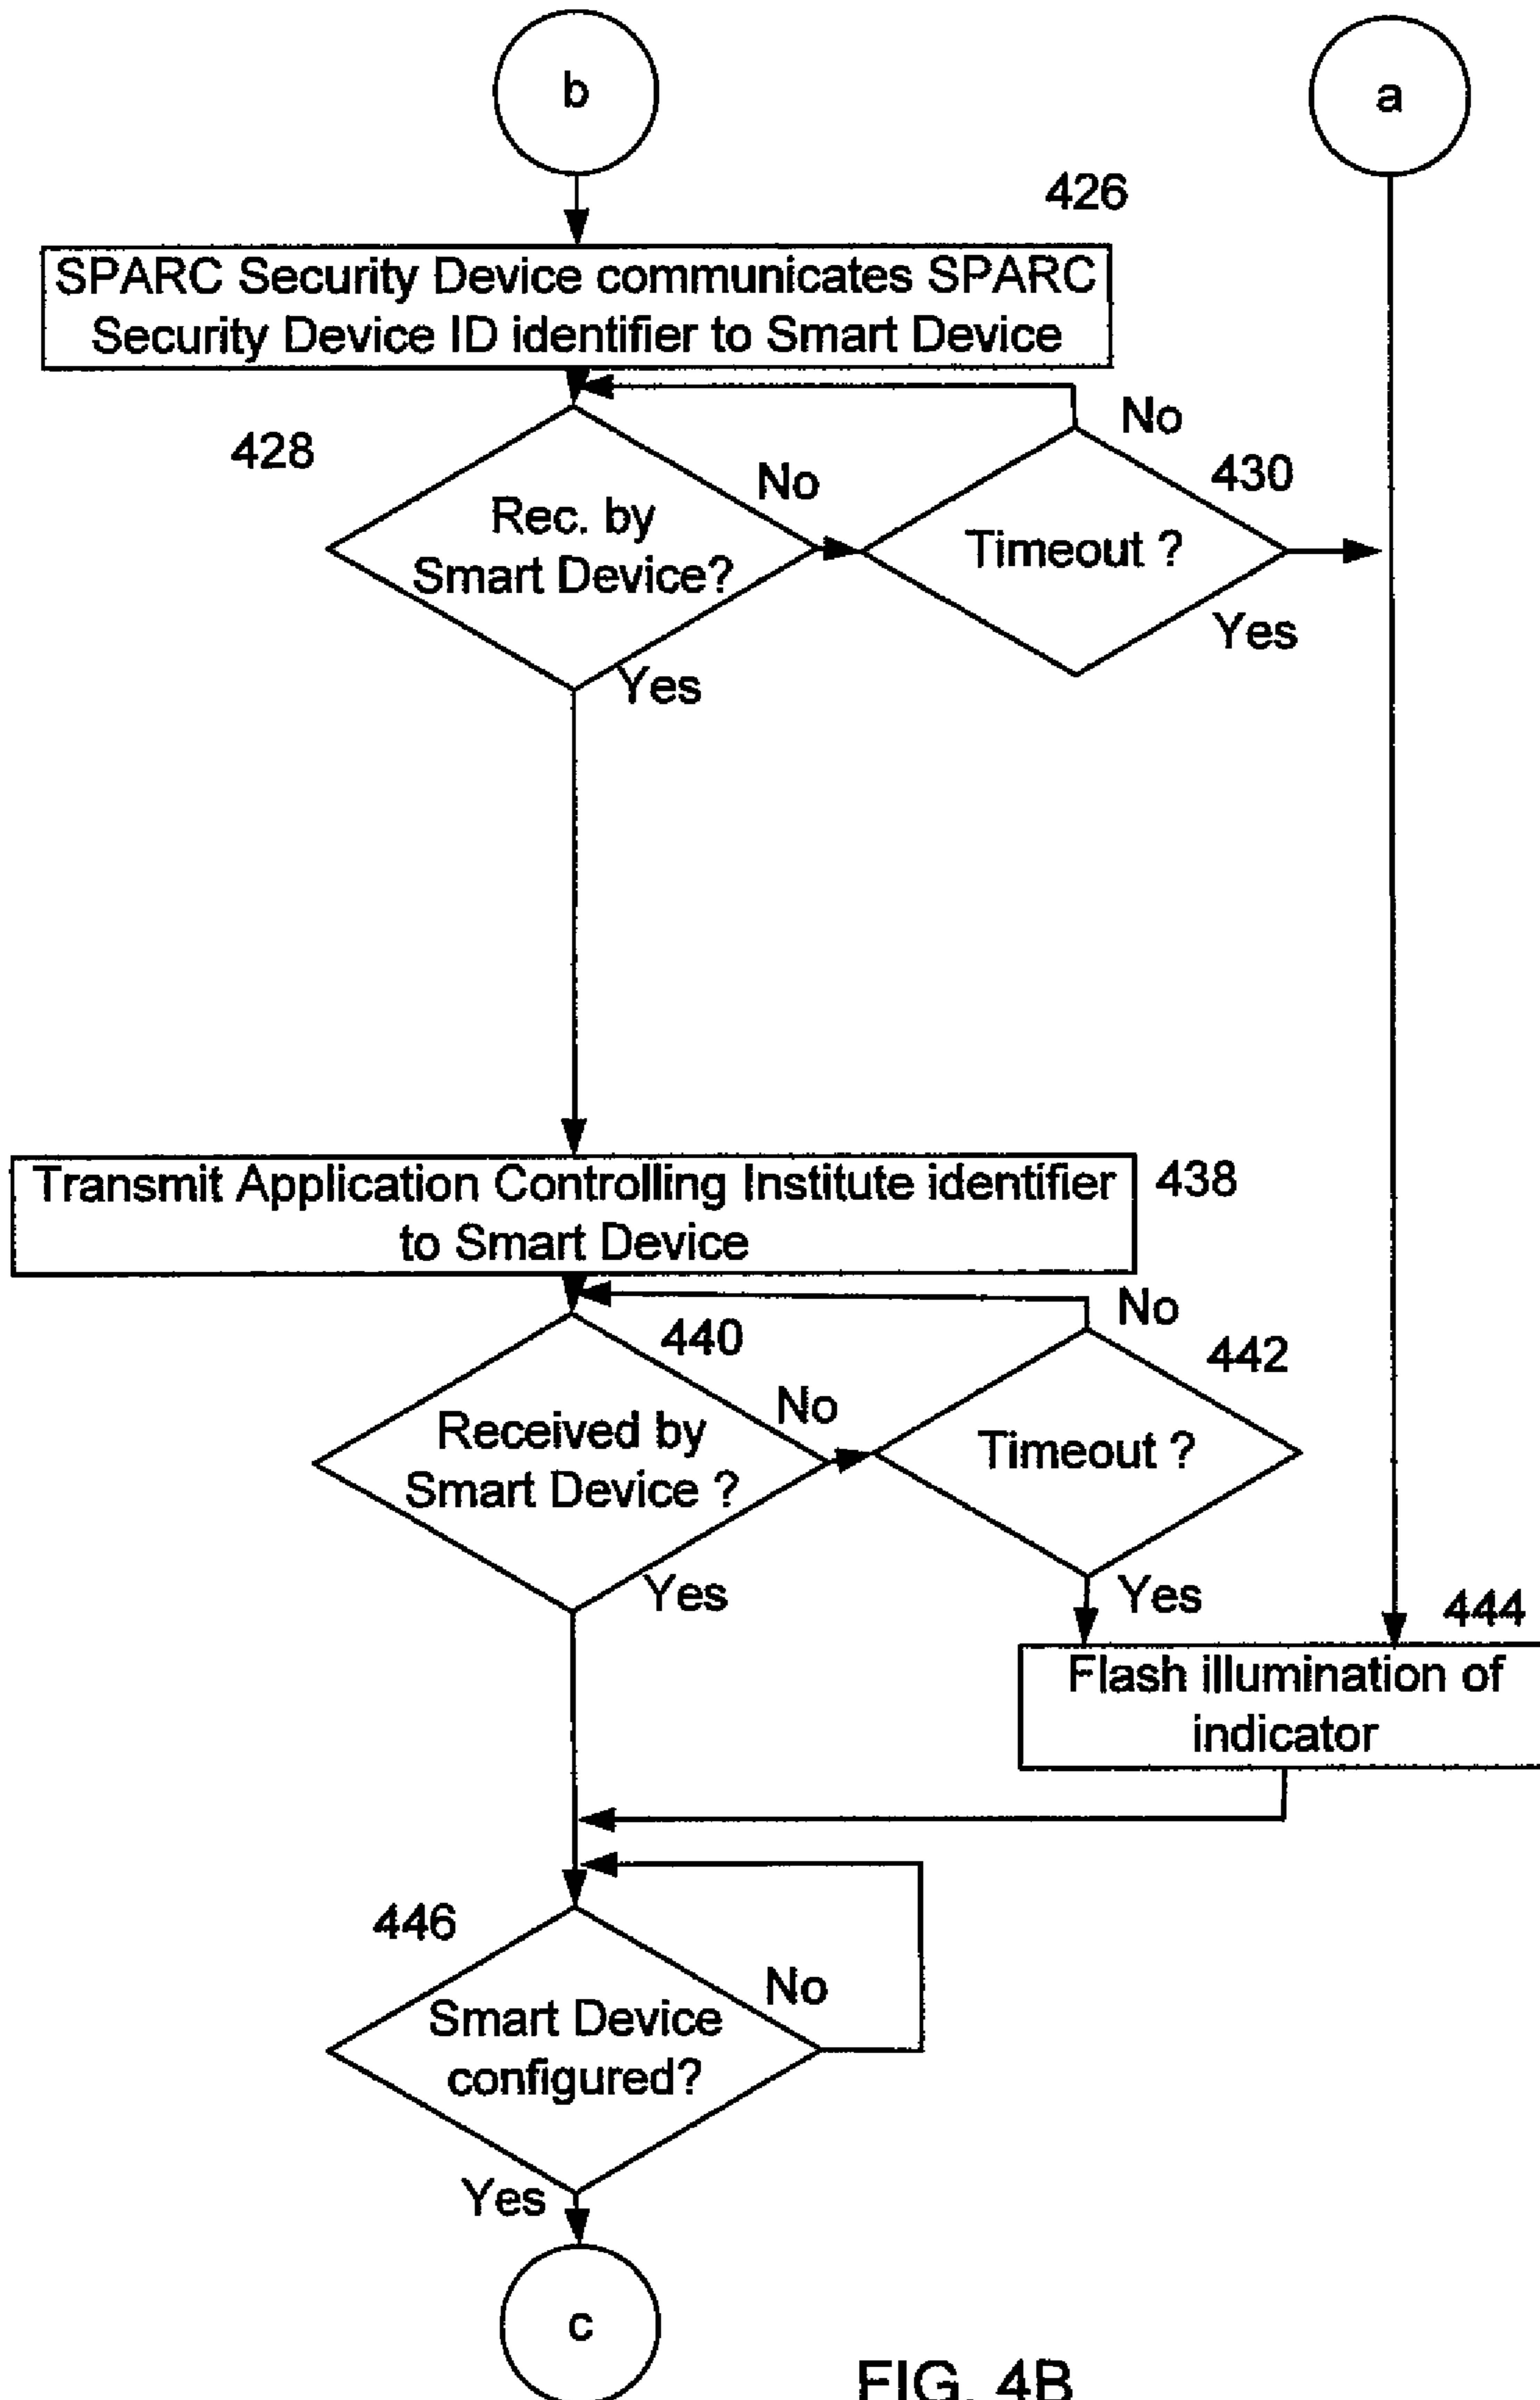 b
a
426
SPARC Security Device communicates SPARC
Security Device ID identifier to Smart Device
No
428
No
430
Rec. by
Smart Device?
Timeout ?
Yes
Yes
Transmit Application Controlling Institute identifier
to Smart Device
438
No
440
442
No
Received by
Smart Device ?
Timeout ?
Yes
Yes
444
Flash illumination of
indicator
446
No
Smart Device
configured?
Yes
c
FIG. 4B